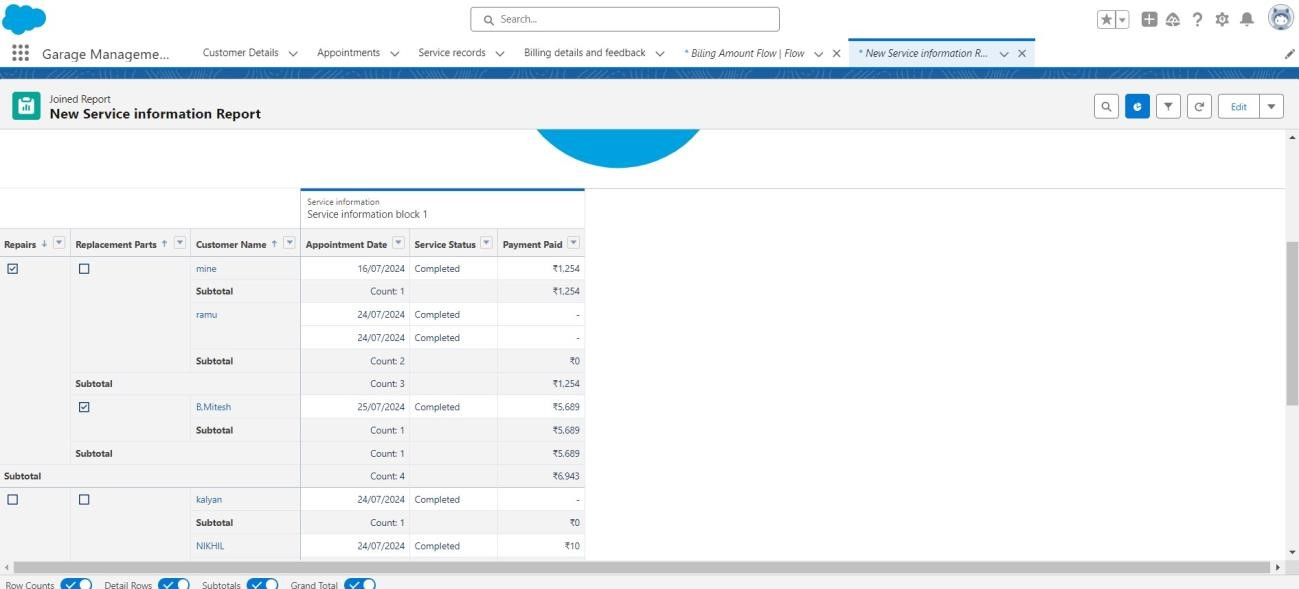 Search...
Garage Manageme...
Customer Details
Appointments
Service records
Billing details and feedback
* Biling Amount Flow | Flow
* New Service information R...
Joined Report
New Service information Report
Edit
Service information
Service information block 1
Repairs ↓ Replacement Parts ↑ Customer Name ↑ Appointment Date Service Status Payment Paid
mine 16/07/2024 Completed ₹1,254
Subtotal Count: 1 ₹1,254
ramu 24/07/2024 Completed -
24/07/2024 Completed -
Subtotal Count: 2 ₹0
Subtotal Count: 3 ₹1,254
B.Mitesh 25/07/2024 Completed ₹5,689
Subtotal Count: 1 ₹5,689
Subtotal Count: 1 ₹5,689
Subtotal Count: 4 ₹6,943
kalyan 24/07/2024 Completed -
Subtotal Count: 1 ₹0
NIKHIL 24/07/2024 Completed ₹10
Row Counts Detail Rows Subtotals Grand Total